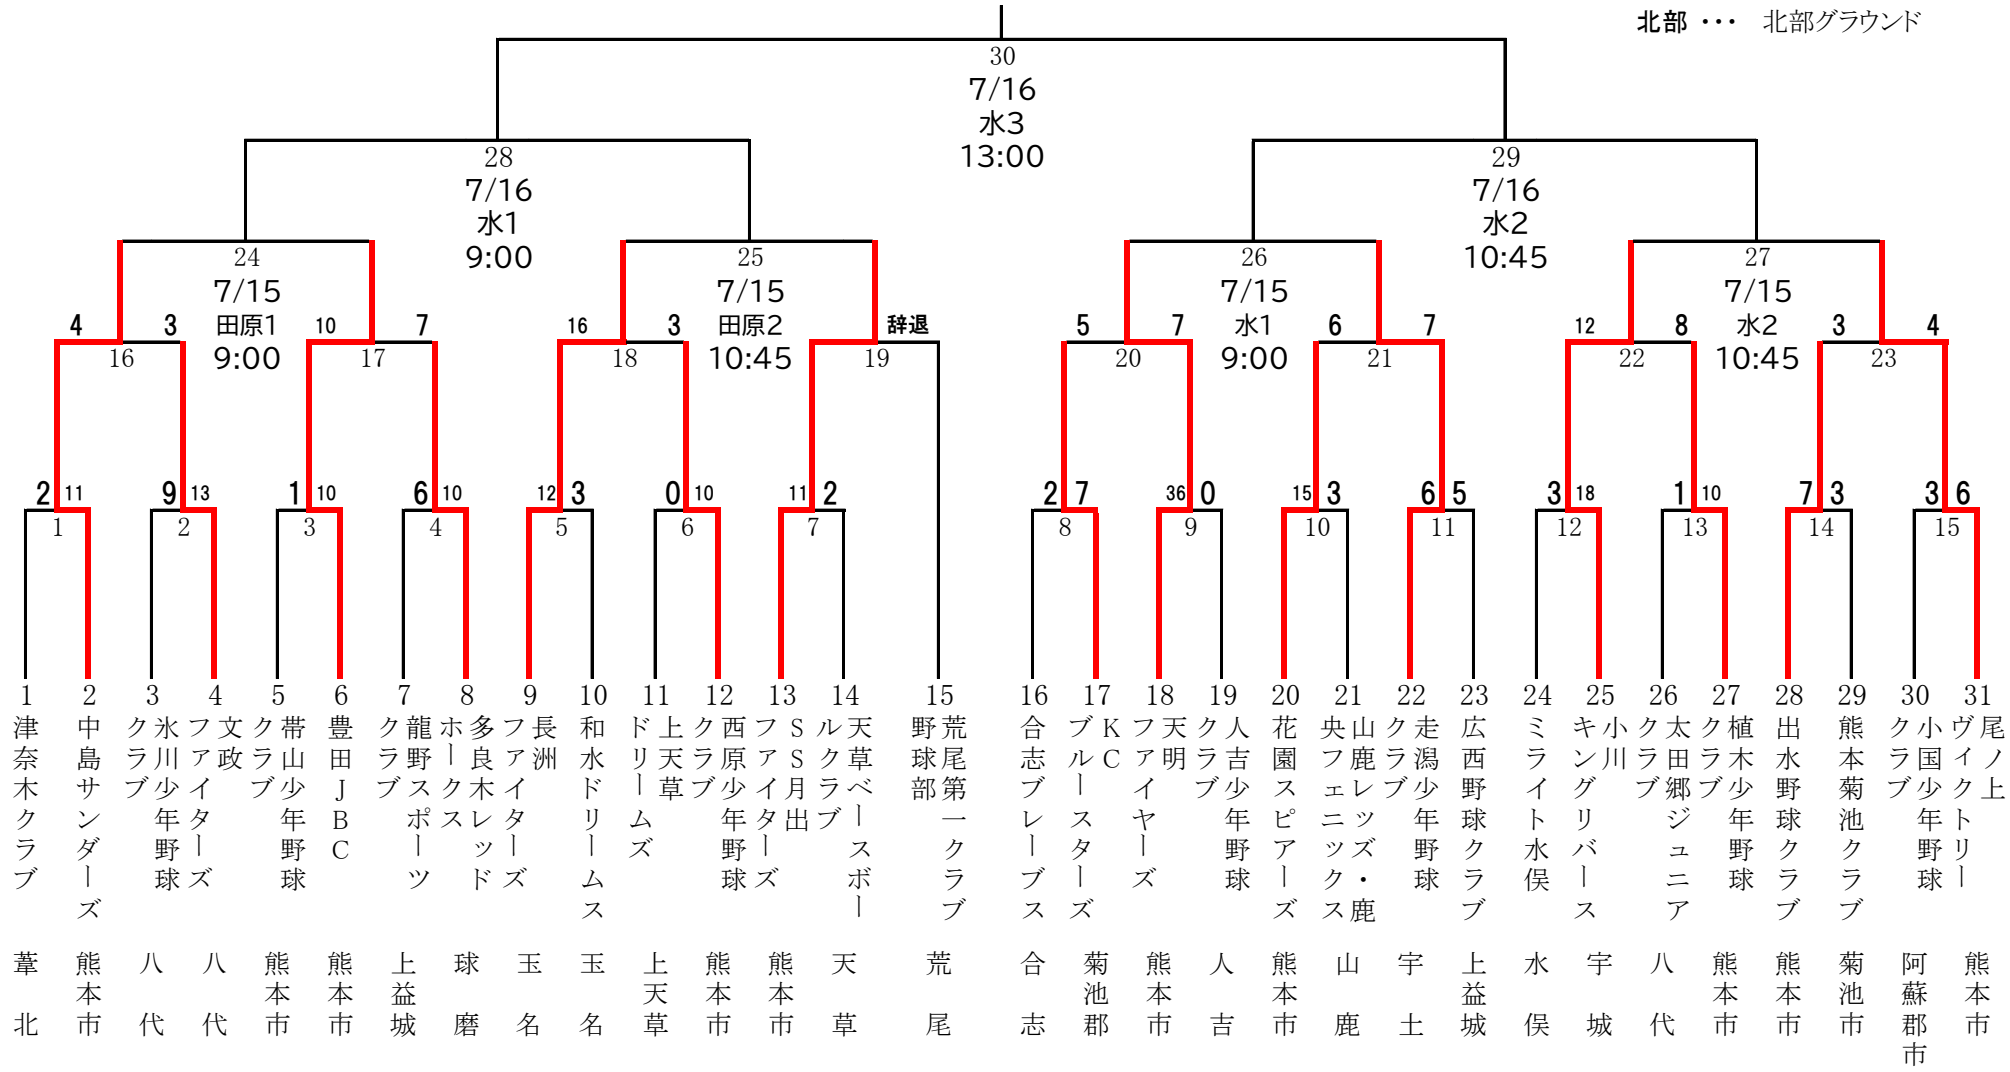 北部 ・・・ 北部グラウンド
30
7/16
水3
13:00
28
7/16
水1
9:00
29
7/16
水2
10:45
24
7/15
田原1
9:00
25
7/15
田原2
10:45
26
7/15
水1
9:00
27
7/15
水2
10:45
4 3 10 7 16 3 辞退 5 7 6 7 12 8 3 4
16 17 18 19 20 21 22 23
2 11 9 13 1 10 6 10 12 3 0 10 11 2 2 7 36 0 15 3 6 5 3 18 1 10 7 3 3 6
1 2 3 4 5 6 7 8 9 10 11 12 13 14 15
1 2 3 4 5 6 7 8 9 10 11 12 13 14 15 16 17 18 19 20 21 22 23 24 25 26 27 28 29 30 31
津奈木クラブ
中島サンダーズ
氷川少年野球
クラブ
文政
ファイターズ
帯山少年野球
クラブ
豊田JBC
龍野スポーツ
クラブ
多良木レッド
ホークス
長洲
ファイターズ
和水ドリームス
上天草
ドリームズ
西原少年野球
クラブ
SS月出
ファイターズ
天草ベースボー
ルクラブ
荒尾第一クラブ
野球部
合志ブレーブス
KC
ブルースターズ
天明
ファイヤーズ
人吉少年野球
クラブ
花園スピアーズ
山鹿レッズ・鹿
央フェニックス
走潟少年野球
クラブ
広西野球クラブ
ミライト水俣
小川
キングリバース
太田郷ジュニア
クラブ
植木少年野球
クラブ
出水野球クラブ
熊本菊池クラブ
小国少年野球
クラブ
尾ノ上
ヴィクトリー
葦北
熊本市
八代
八代
熊本市
熊本市
上益城
球磨
玉名
玉名
上天草
熊本市
熊本市
天草
荒尾
合志
菊池郡
熊本市
人吉
熊本市
山鹿
宇土
上益城
水俣
宇城
八代
熊本市
熊本市
菊池市
阿蘇郡市
熊本市